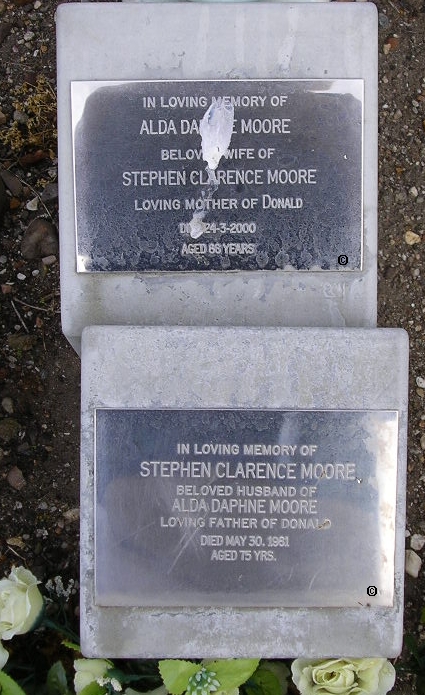 IN LOVING MEMORY OF
ALDA DAPHNE MOORE
BELOVED WIFE OF
STEPHEN CLARENCE MOORE
LOVING MOTHER OF DONALD
24-3-2000
AGED YEARS
©
IN LOVING MEMORY OF
STEPHEN CLARENCE MOORE
BELOVED HUSBAND OF
ALDA DAPHNE MOORE
LOVING FATHER OF DONALD
DIED MAY 30. 1961
AGED 75 YRS.
©